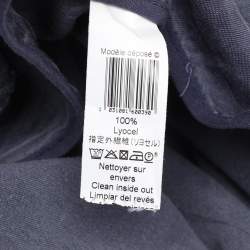 Modèle déposé ©
100%
Lyocel
指定外繊維(リヨセル)
Nettoyer sur
envers
Clean inside out
Limpiar del revés